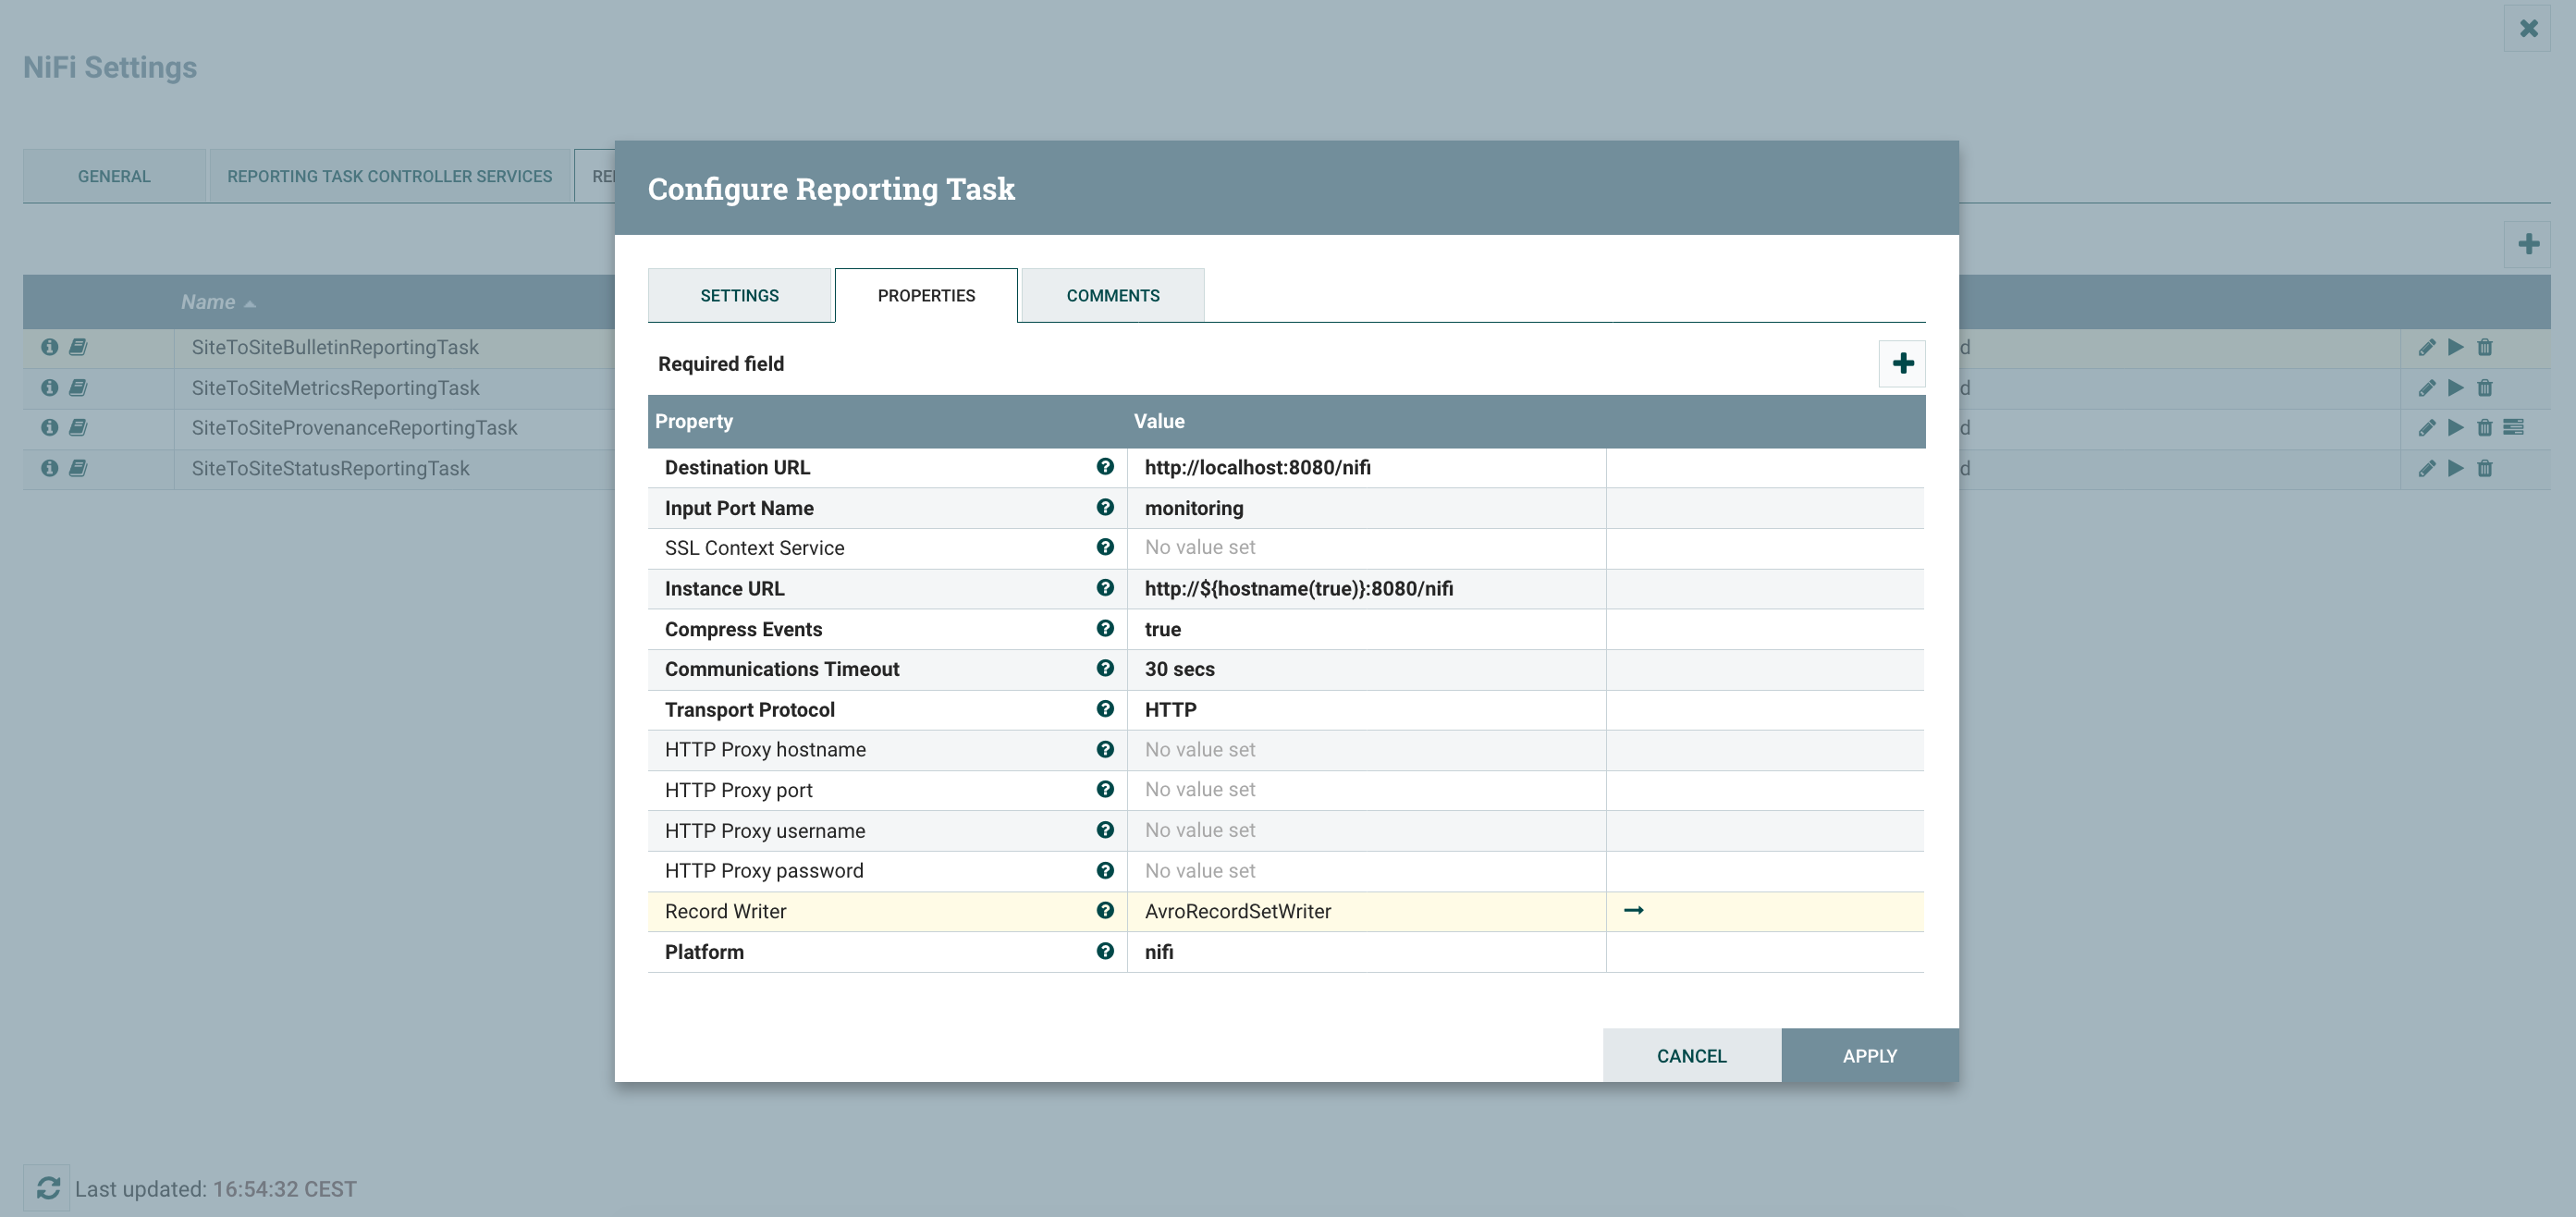 NiFi Settings
GENERAL
REPORTING TASK CONTROLLER SERVICES
Name
SiteToSiteBulletinReportingTask
SiteToSiteMetricsReportingTask
SiteToSiteProvenanceReportingTask
SiteToSiteStatusReportingTask
Configure Reporting Task
SETTINGS
PROPERTIES
COMMENTS
Required field
Property Value
Destination URL http://localhost:8080/nifi
Input Port Name monitoring
SSL Context Service No value set
Instance URL http://${hostname(true)}:8080/nifi
Compress Events true
Communications Timeout 30 secs
Transport Protocol HTTP
HTTP Proxy hostname No value set
HTTP Proxy port No value set
HTTP Proxy username No value set
HTTP Proxy password No value set
Record Writer AvroRecordSetWriter
Platform nifi
CANCEL
APPLY
Last updated: 16:54:32 CEST